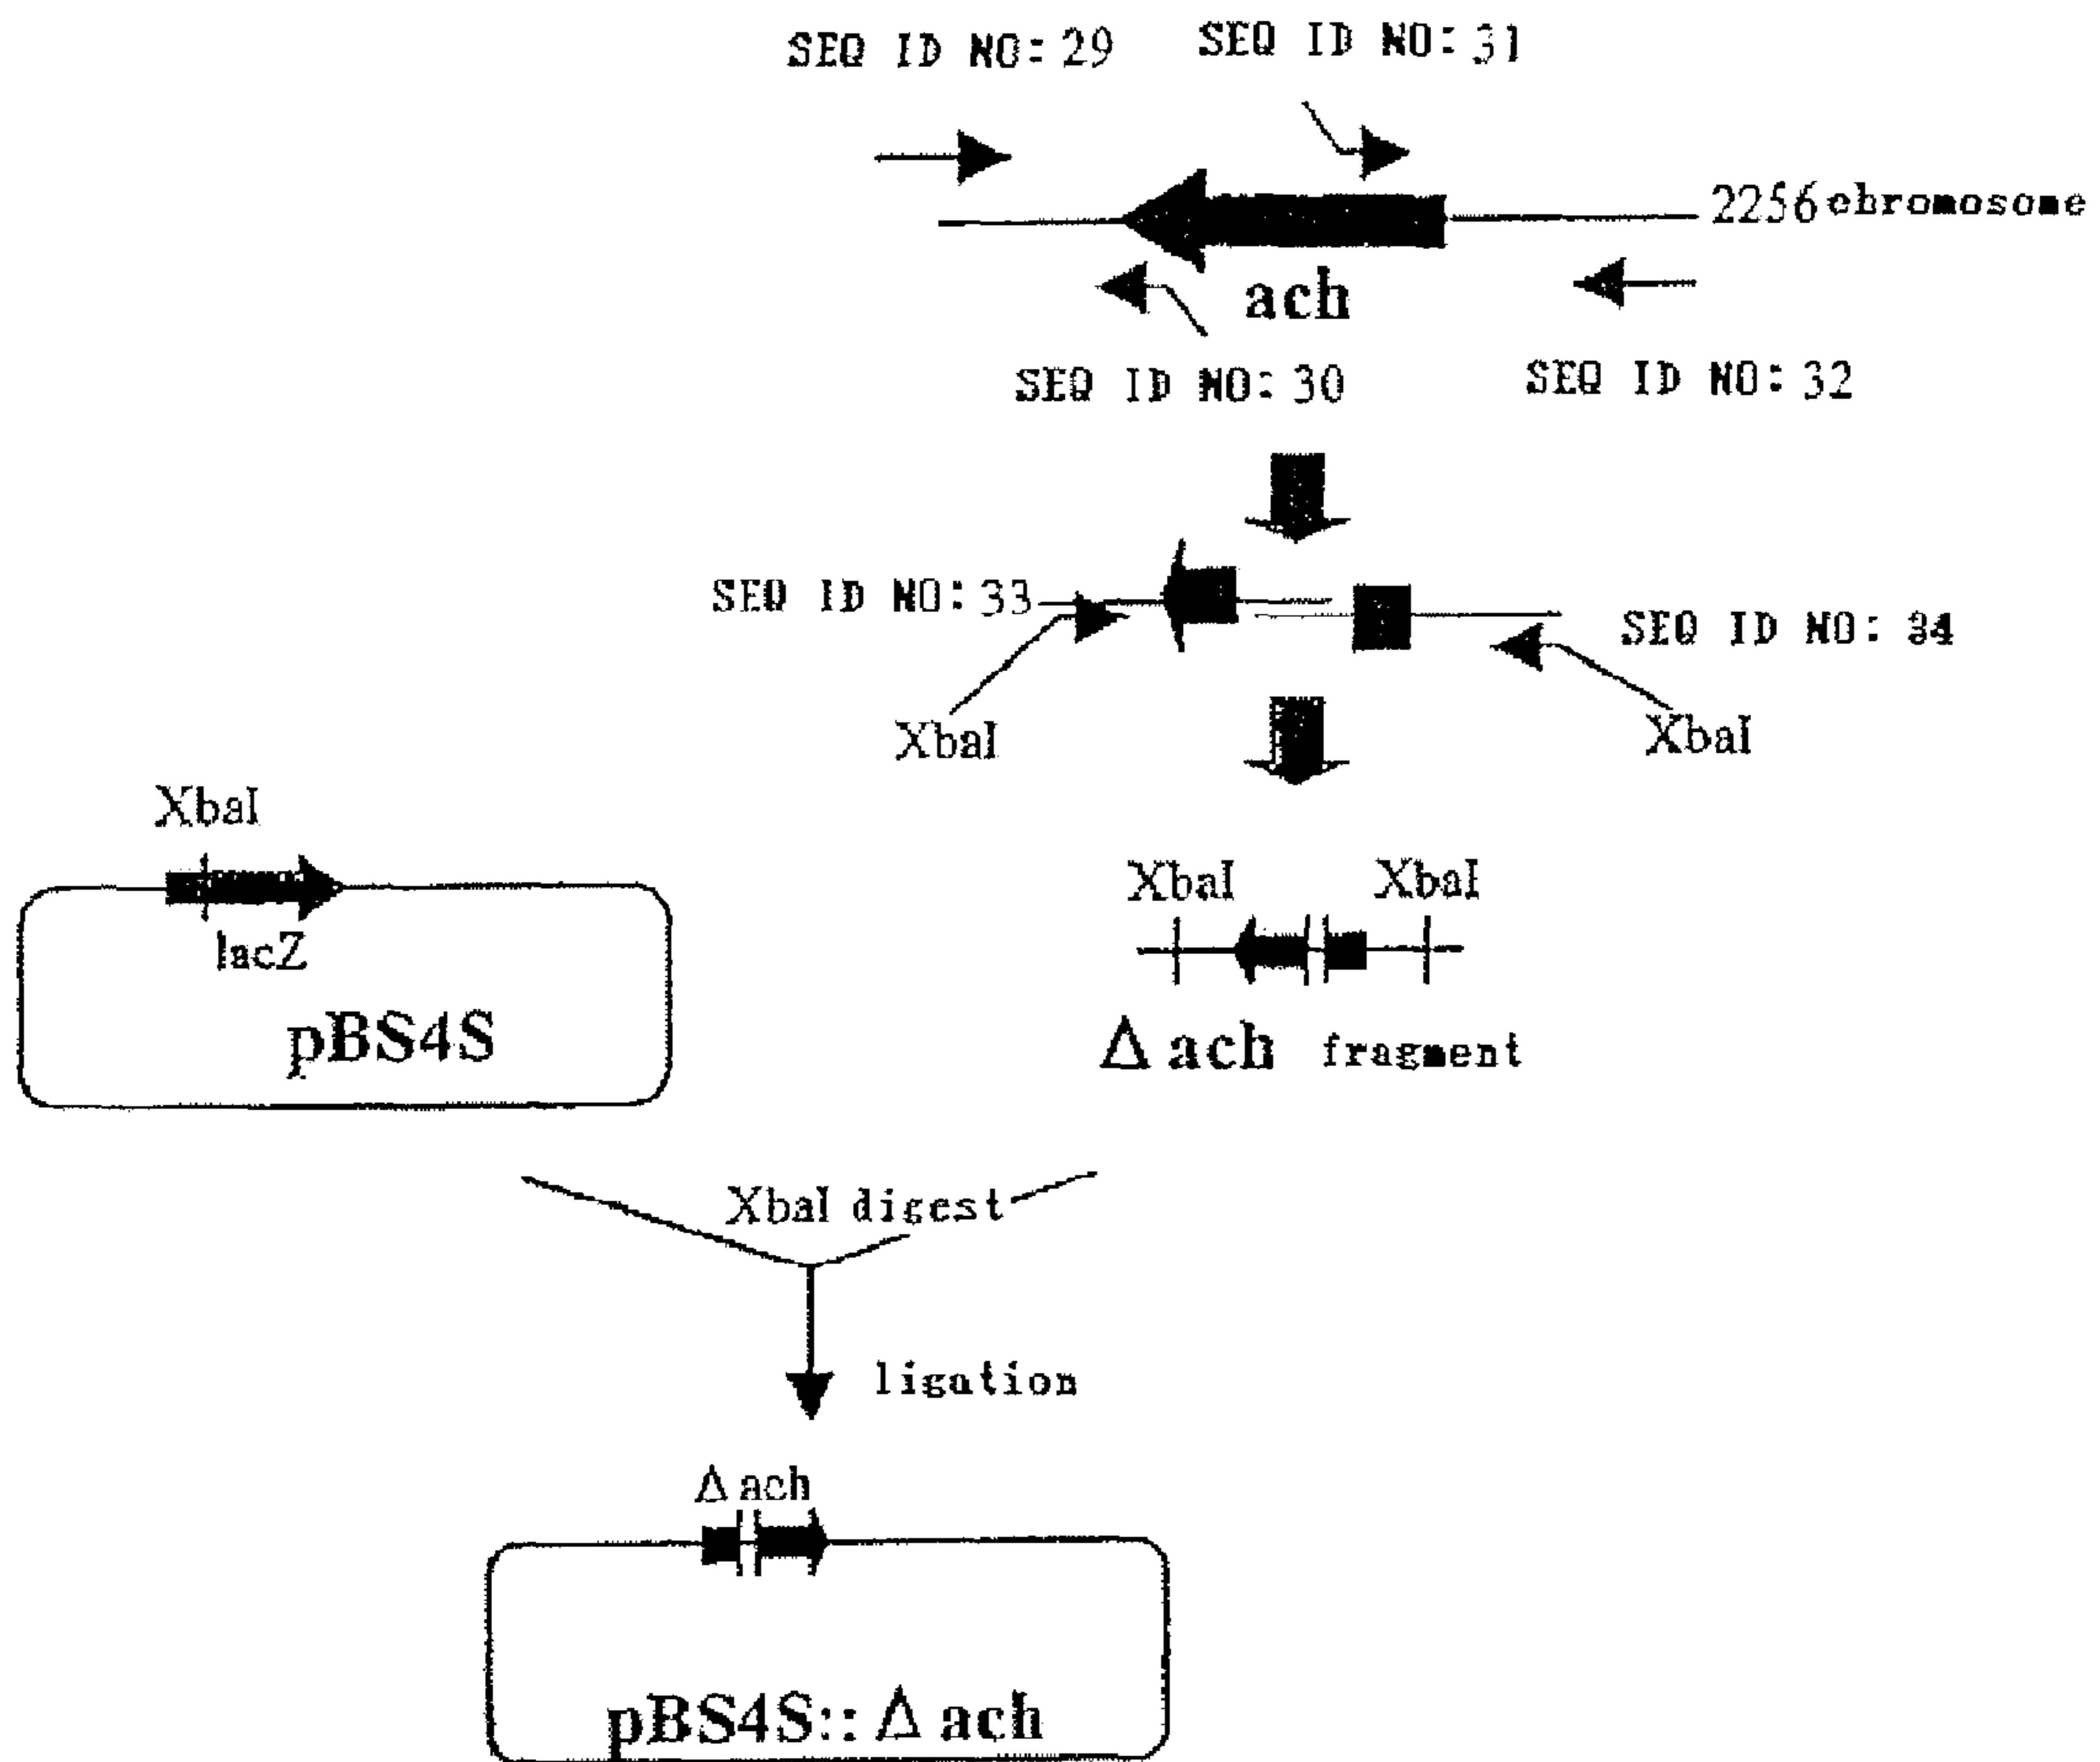 SEQ ID NO: 29
SEQ ID NO: 31
2256 chromosome
ach
SEQ ID NO: 30
SEQ ID NO: 32
SEQ ID NO: 33
SEQ ID NO: 34
XbaI
XbaI
XbaI
lacZ
pBS4S
XbaI
XbaI
Δ ach fragment
XbaI digest
ligation
Δ ach
pBS4S:: Δ ach